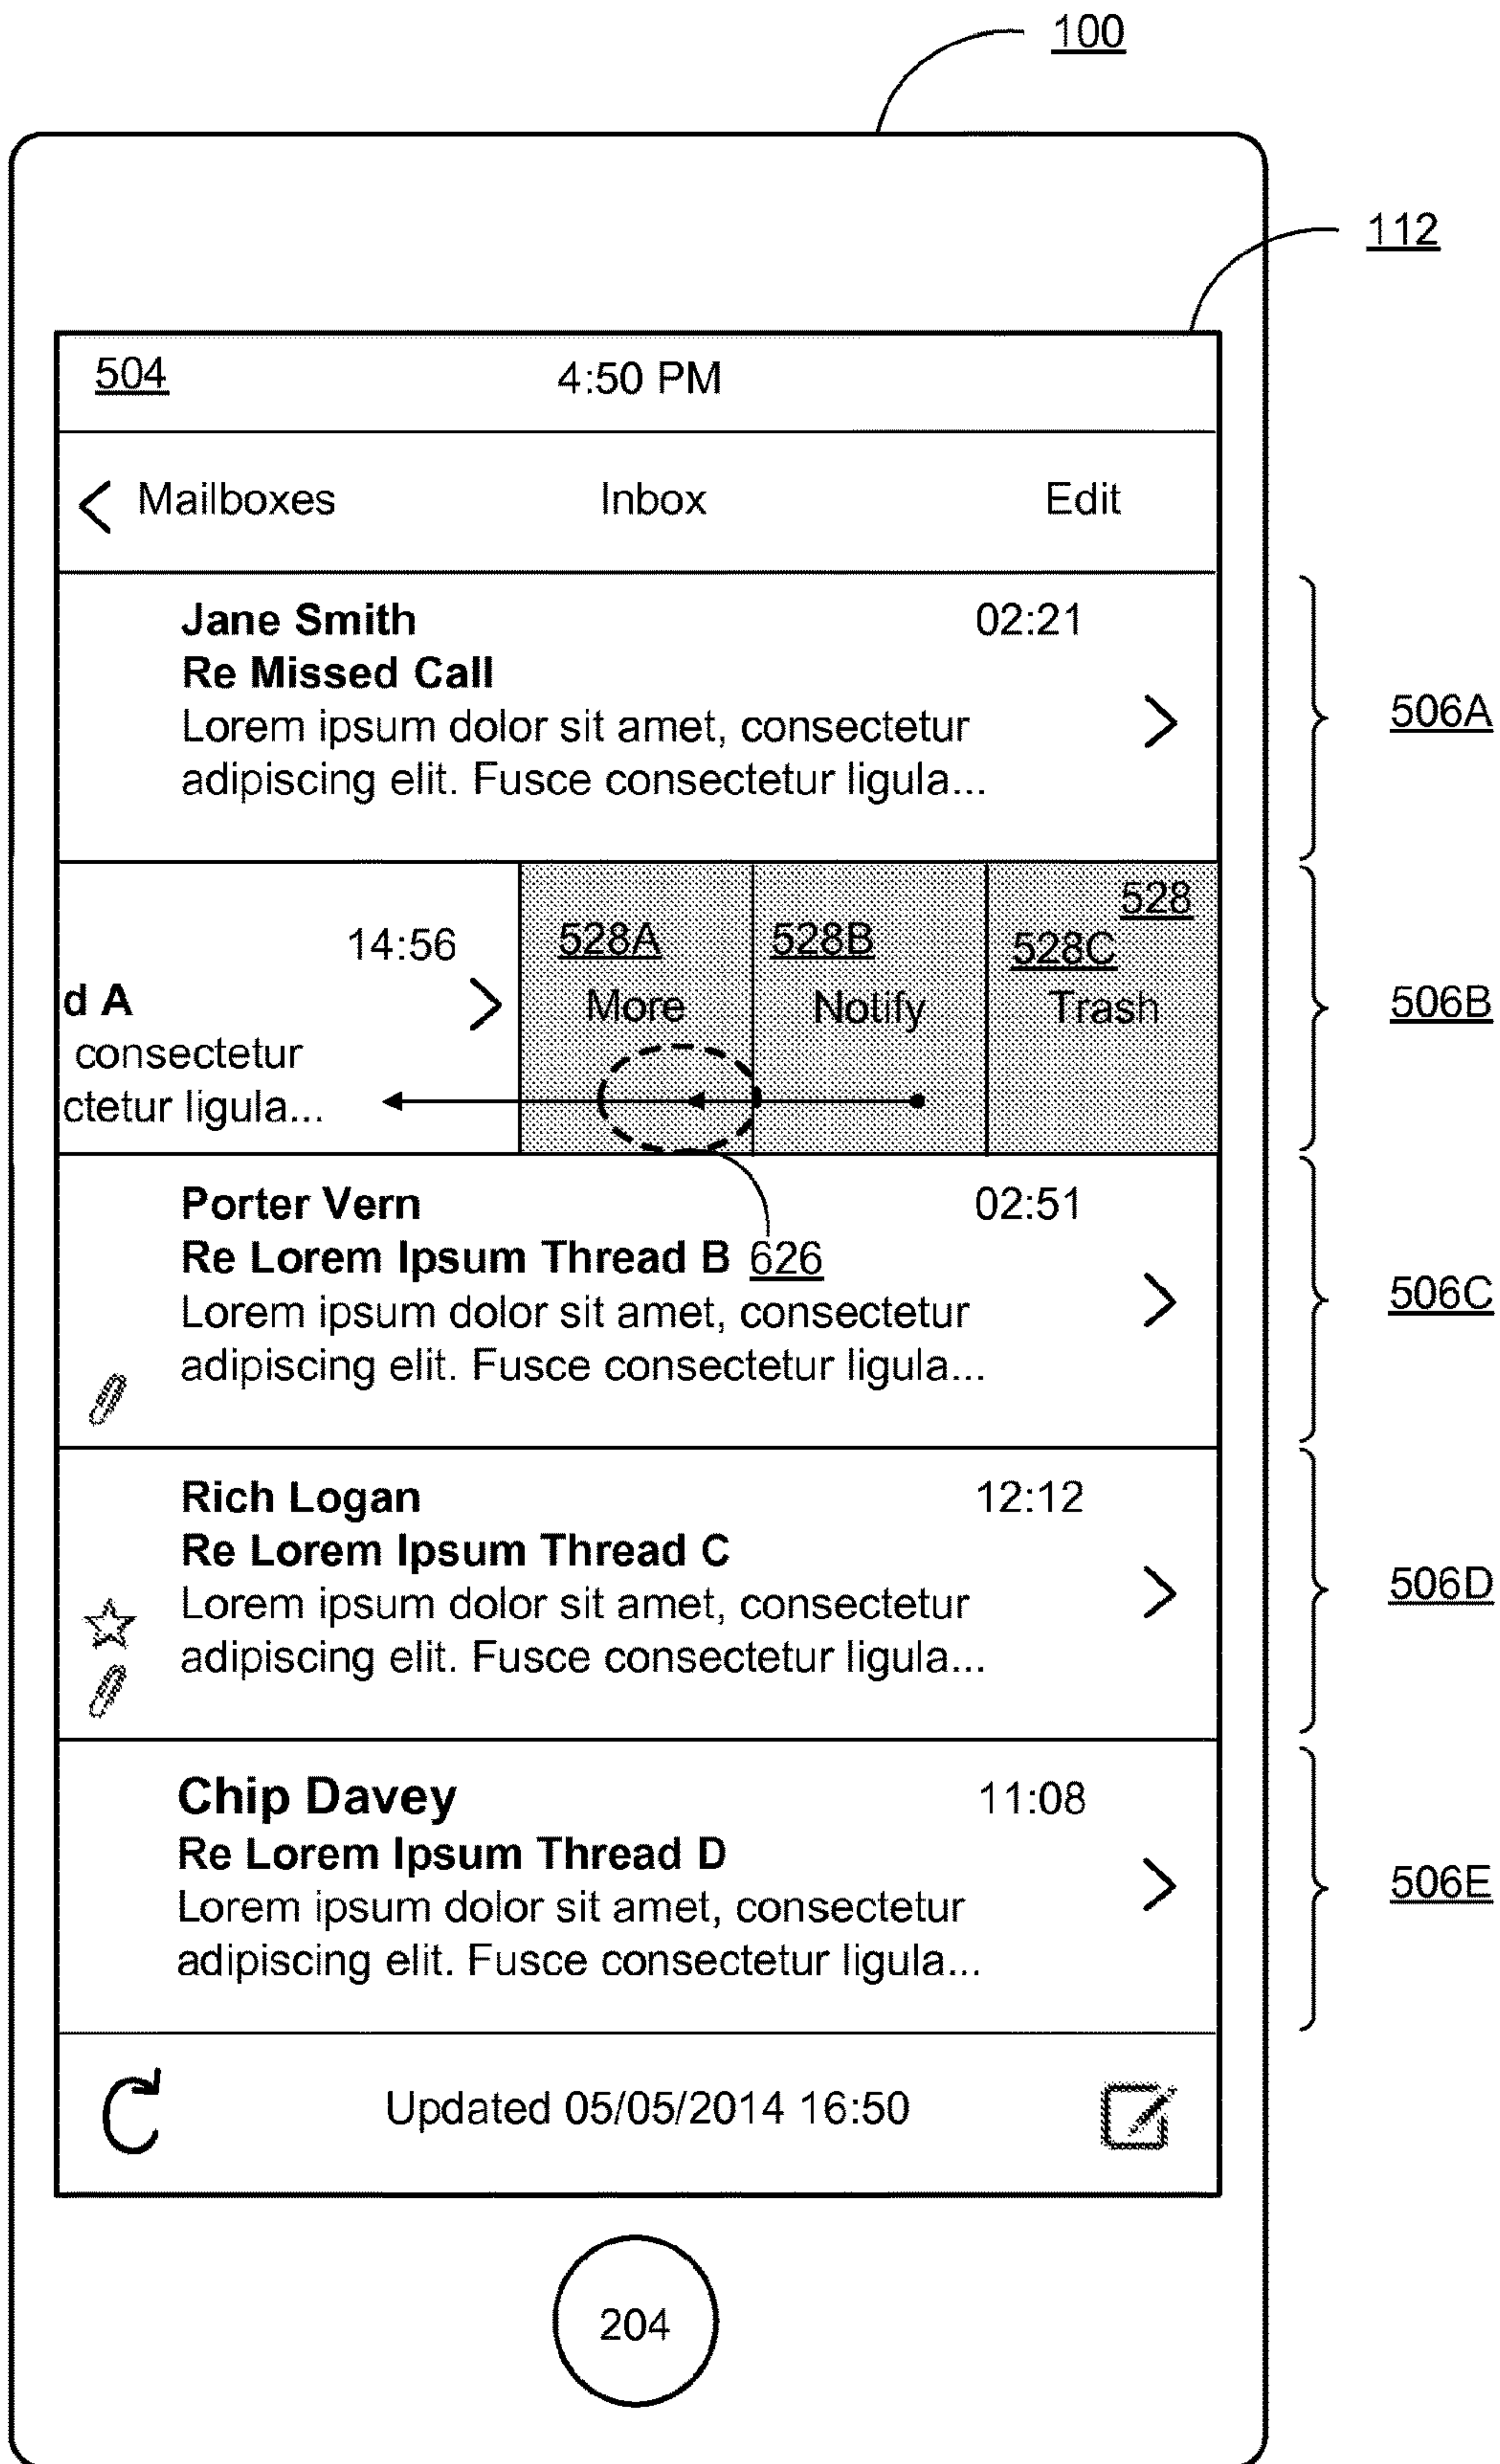 100
112
504 4:50 PM
Mailboxes Inbox Edit
Jane Smith 02:21
Re Missed Call
Lorem ipsum dolor sit amet, consectetur
adipiscing elit. Fusce consectetur ligula...
506A
528
14:56 528A 528B 528C
d A More Notify Trash
506B
consectetur
ctetur ligula...
Porter Vern 02:51
Re Lorem Ipsum Thread B 626
Lorem ipsum dolor sit amet, consectetur
adipiscing elit. Fusce consectetur ligula...
506C
Rich Logan 12:12
Re Lorem Ipsum Thread C
Lorem ipsum dolor sit amet, consectetur
adipiscing elit. Fusce consectetur ligula...
506D
Chip Davey 11:08
Re Lorem Ipsum Thread D
Lorem ipsum dolor sit amet, consectetur
adipiscing elit. Fusce consectetur ligula...
506E
Updated 05/05/2014 16:50
204